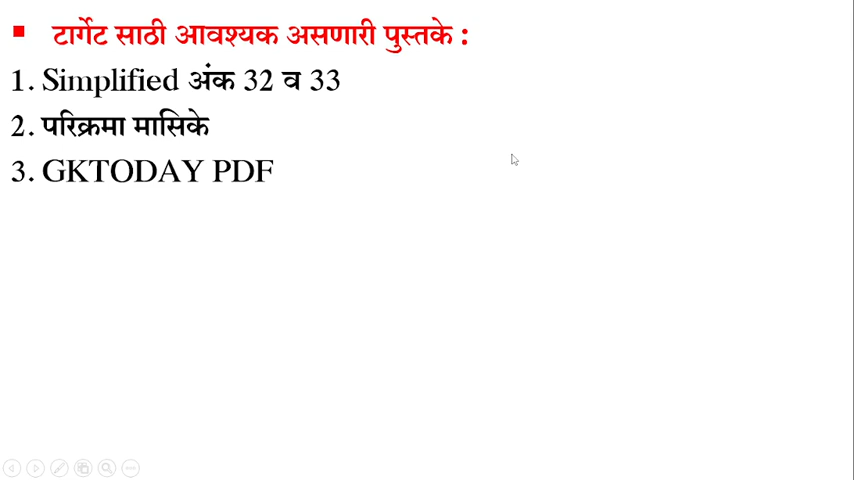 ▪ टार्गेट साठी आवश्यक असणारी पुस्तके :
1. Simplified अंक 32 व 33
2. परिक्रमा मासिके
3. GKTODAY PDF